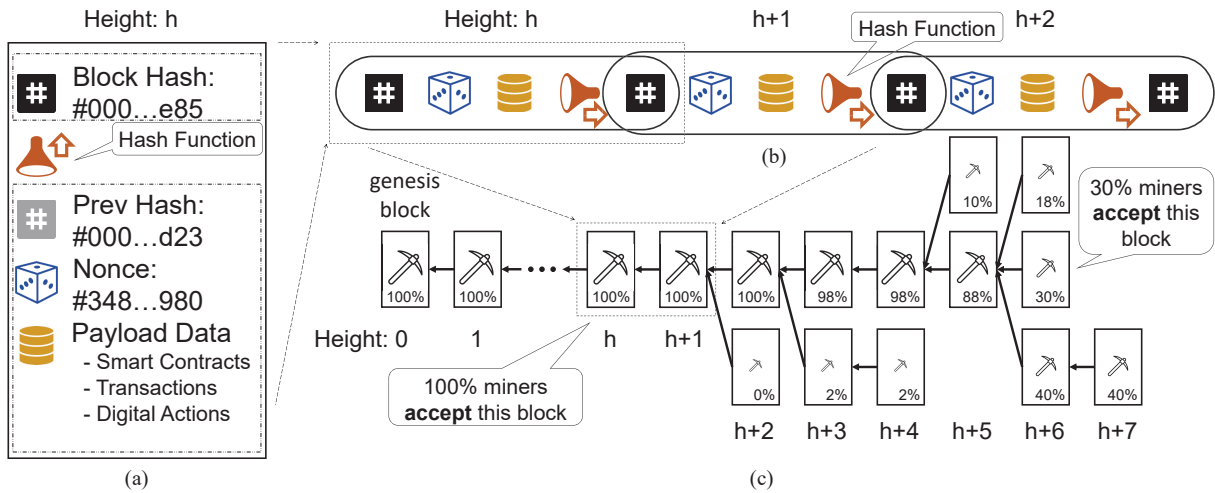 Height: h
Block Hash:
#000...e85
Hash Function
Prev Hash:
#000...d23
Nonce:
#348...980
Payload Data
- Smart Contracts
- Transactions
- Digital Actions
(a)
Height: h
h+1
h+2
Hash Function
(b)
genesis
block
10%
18%
30% miners
accept this
block
100%
100%
100%
100%
100%
98%
98%
88%
30%
Height: 0
1
h
h+1
100% miners
accept this block
0%
2%
2%
40%
40%
h+2
h+3
h+4
h+5
h+6
h+7
(c)